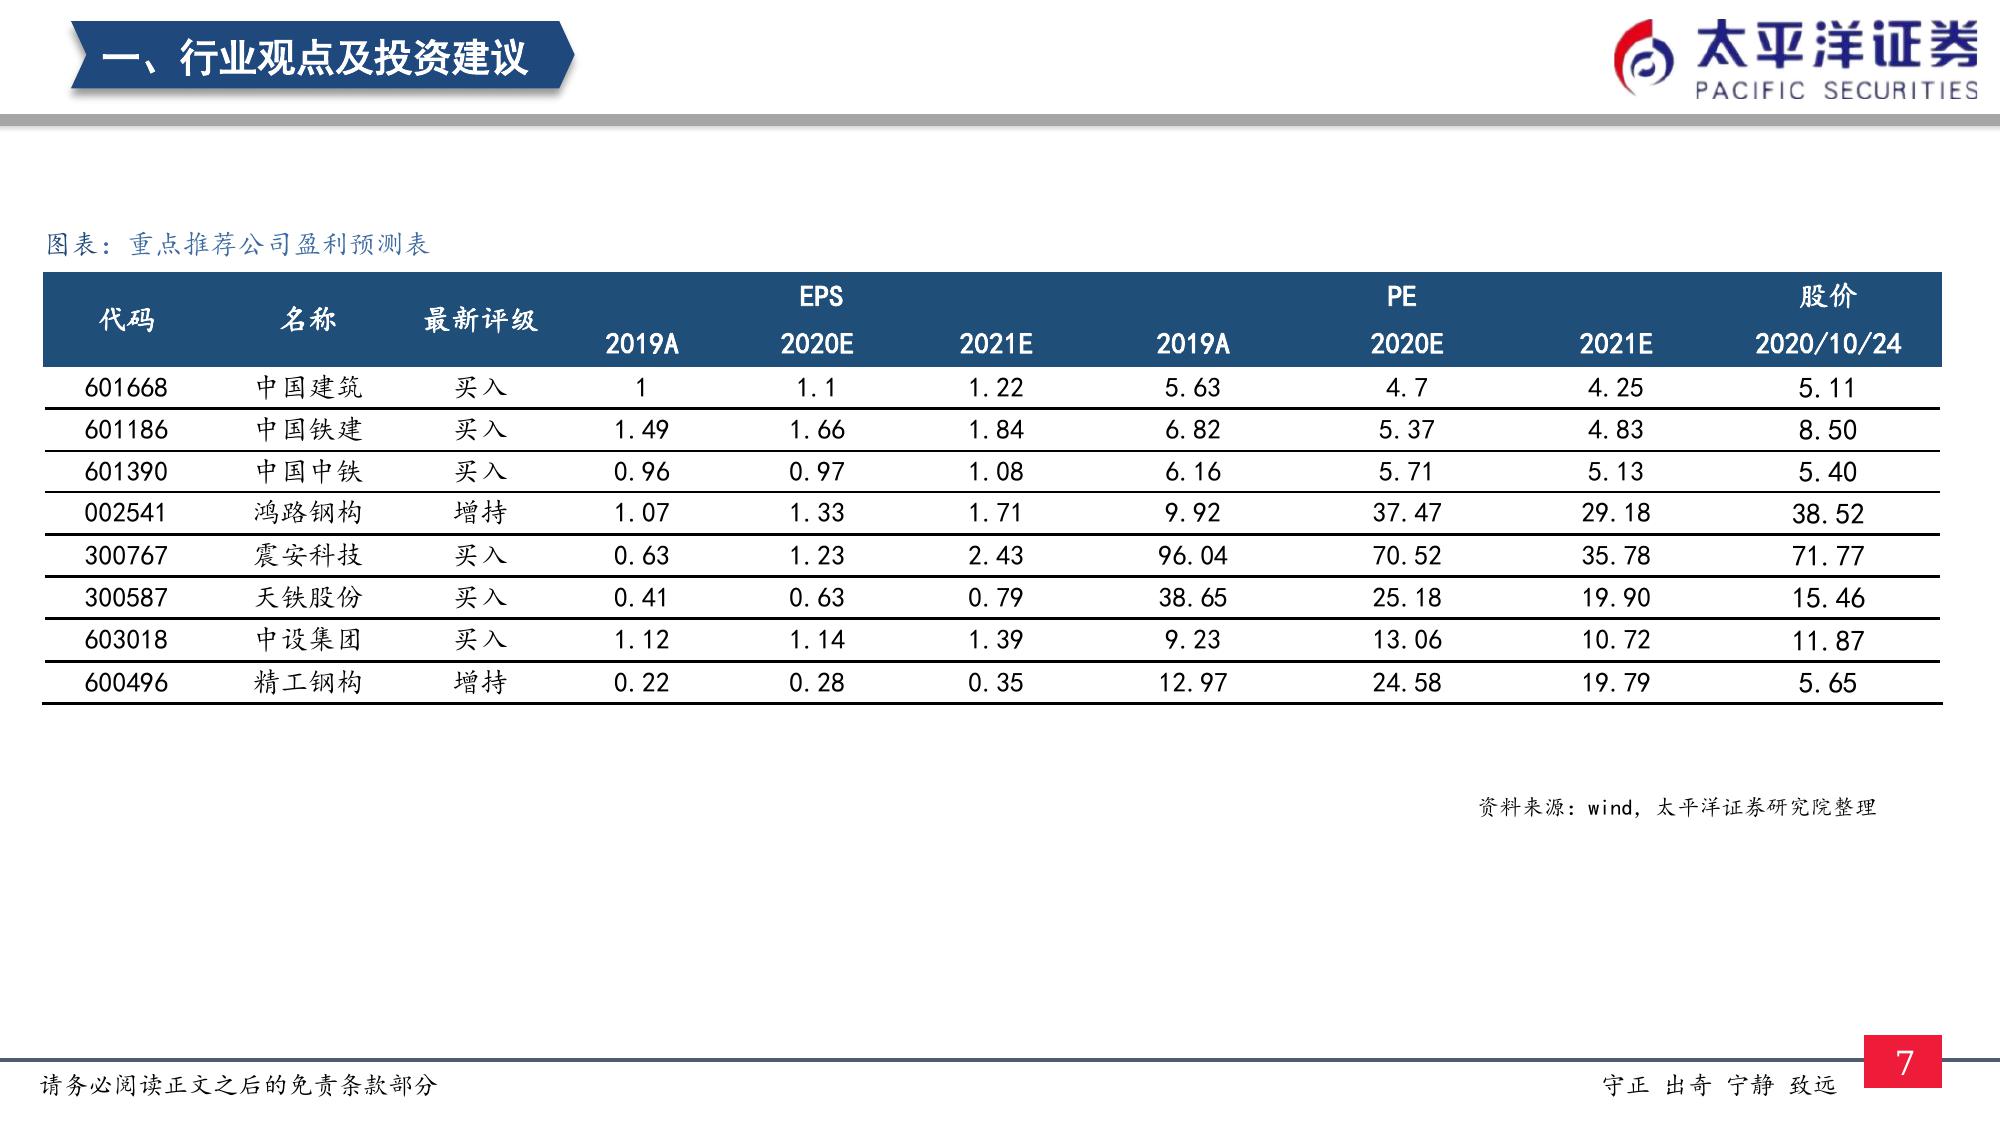 一、行业观点及投资建议
太平洋证券
PACIFIC SECURITIES
图表：重点推荐公司盈利预测表
代码 名称 最新评级 EPS PE 股价
2019A 2020E 2021E 2019A 2020E 2021E 2020/10/24
601668 中国建筑 买入 1 1.1 1.22 5.63 4.7 4.25 5.11
601186 中国铁建 买入 1.49 1.66 1.84 6.82 5.37 4.83 8.50
601390 中国中铁 买入 0.96 0.97 1.08 6.16 5.71 5.13 5.40
002541 鸿路钢构 增持 1.07 1.33 1.71 9.92 37.47 29.18 38.52
300767 震安科技 买入 0.63 1.23 2.43 96.04 70.52 35.78 71.77
300587 天铁股份 买入 0.41 0.63 0.79 38.65 25.18 19.90 15.46
603018 中设集团 买入 1.12 1.14 1.39 9.23 13.06 10.72 11.87
600496 精工钢构 增持 0.22 0.28 0.35 12.97 24.58 19.79 5.65
资料来源：wind，太平洋证券研究院整理
请务必阅读正文之后的免责条款部分
守正 出奇 宁静 致远
7